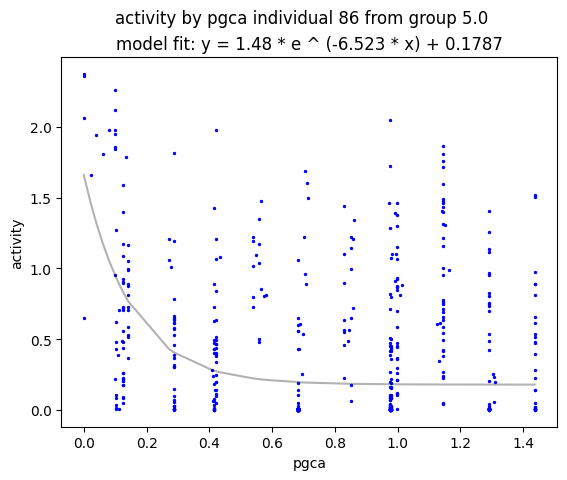 activity by pgca individual 86 from group 5.0
model fit: y = 1.48 * e ^ (-6.523 * x) + 0.1787
activity
2.0
1.5
1.0
0.5
0.0
0.0 0.2 0.4 0.6 0.8 1.0 1.2 1.4
pgca